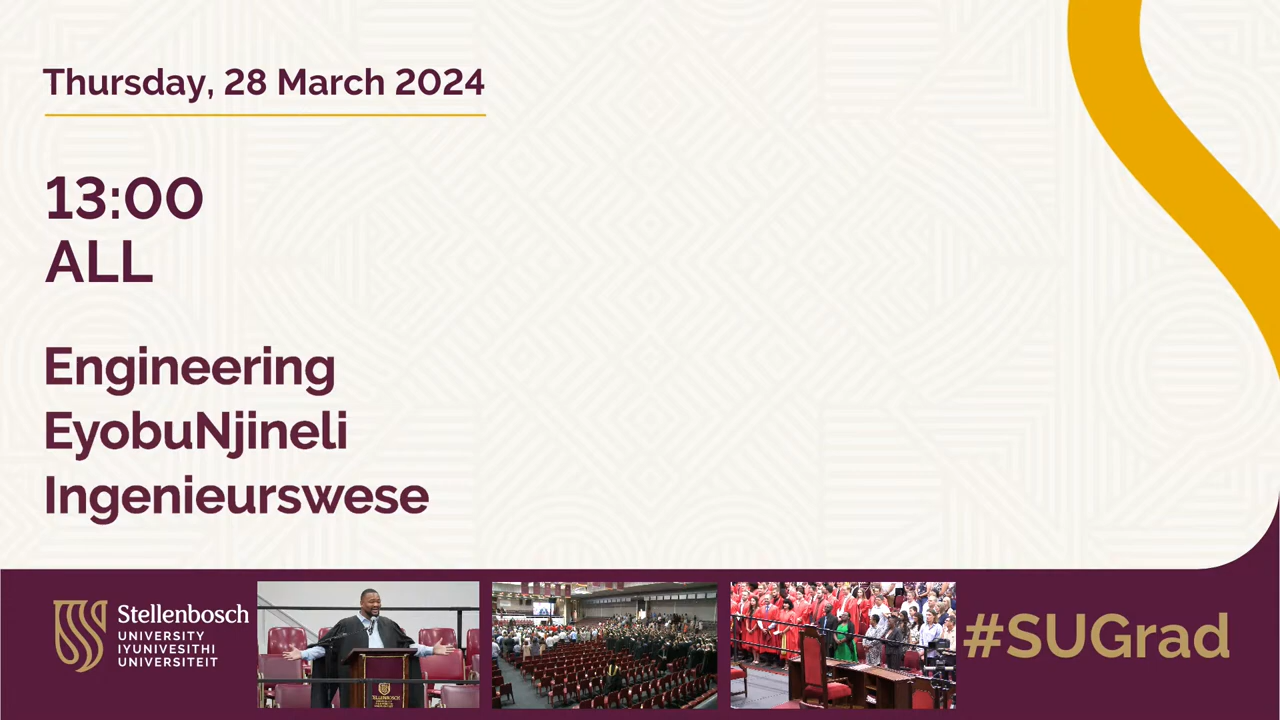 Thursday, 28 March 2024
13:00
ALL
Engineering
EyobuNjineli
Ingenieurswese
Stellenbosch
UNIVERSITY
IYUNIVESITHI
UNIVERSITEIT
#SUGrad